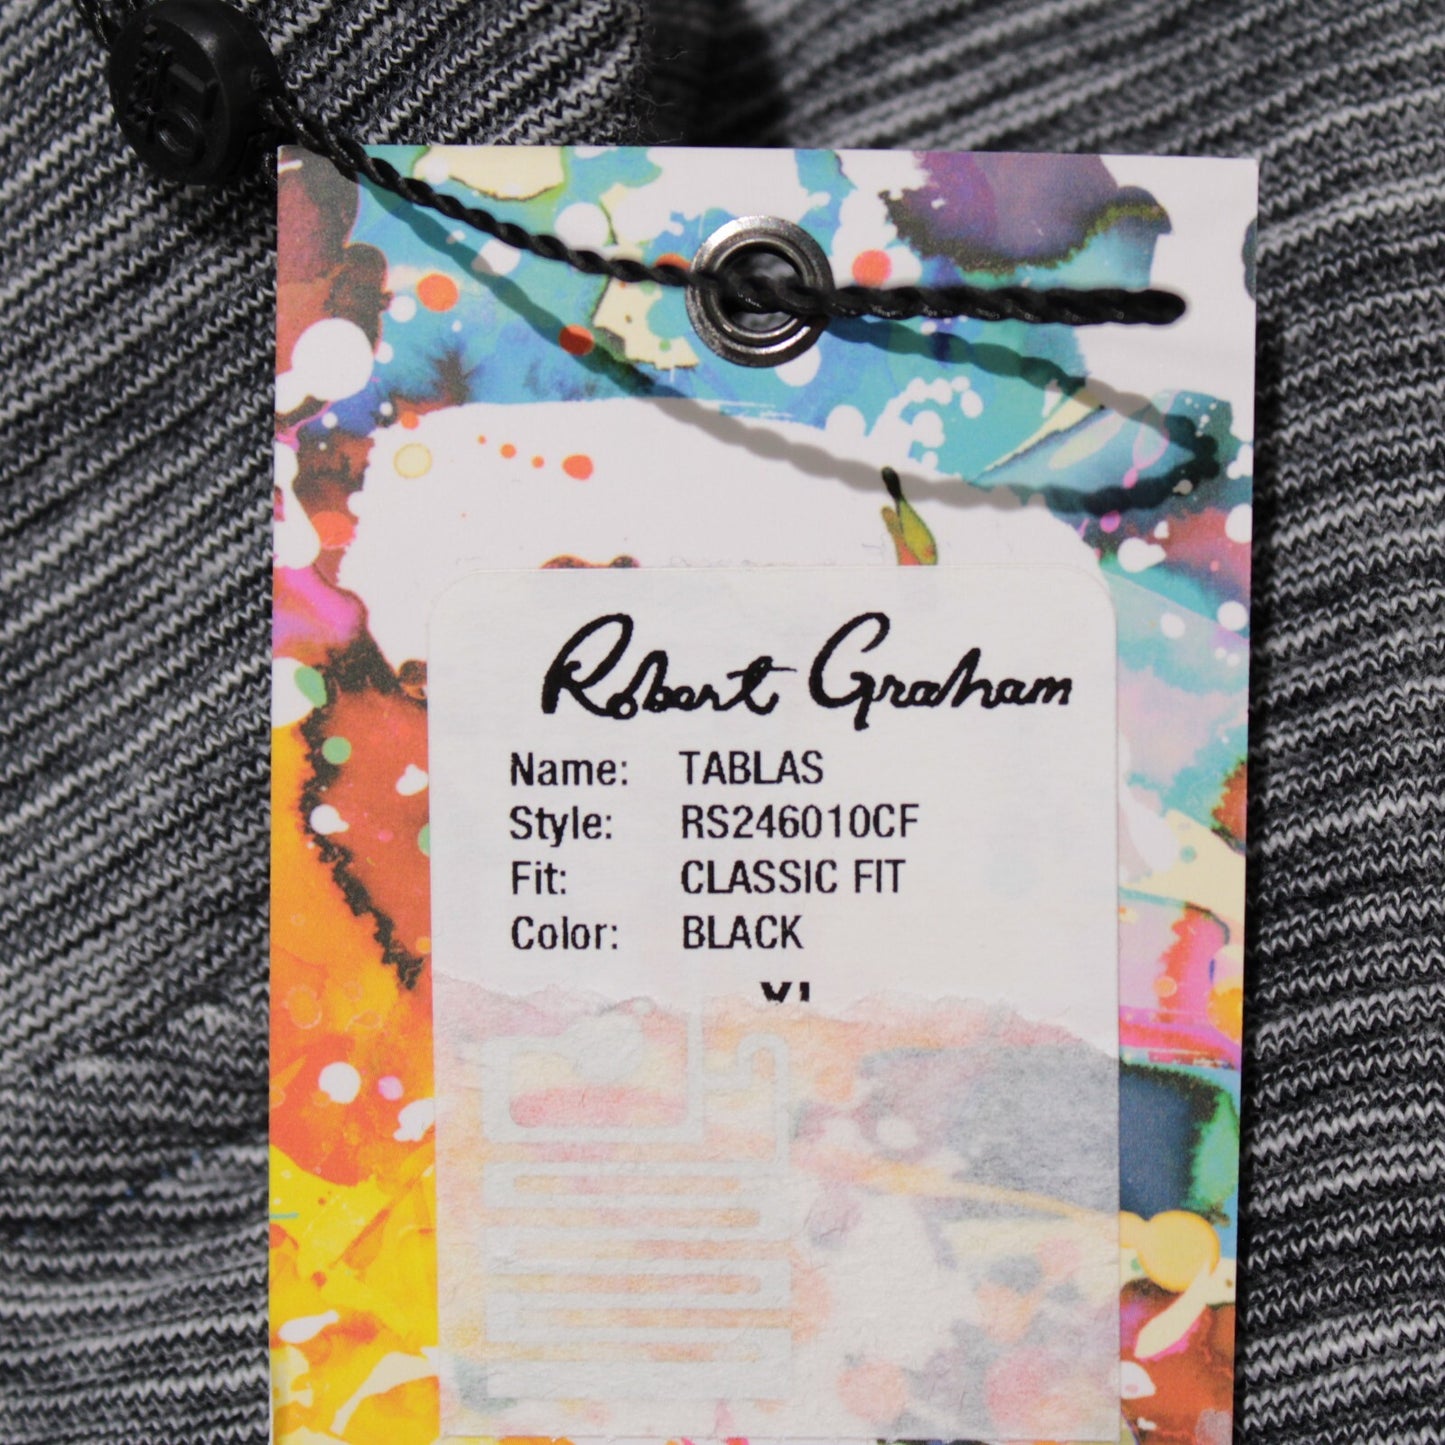 Robert Graham
Name: TABLAS
Style: RS246010CF
Fit: CLASSIC FIT
Color: BLACK